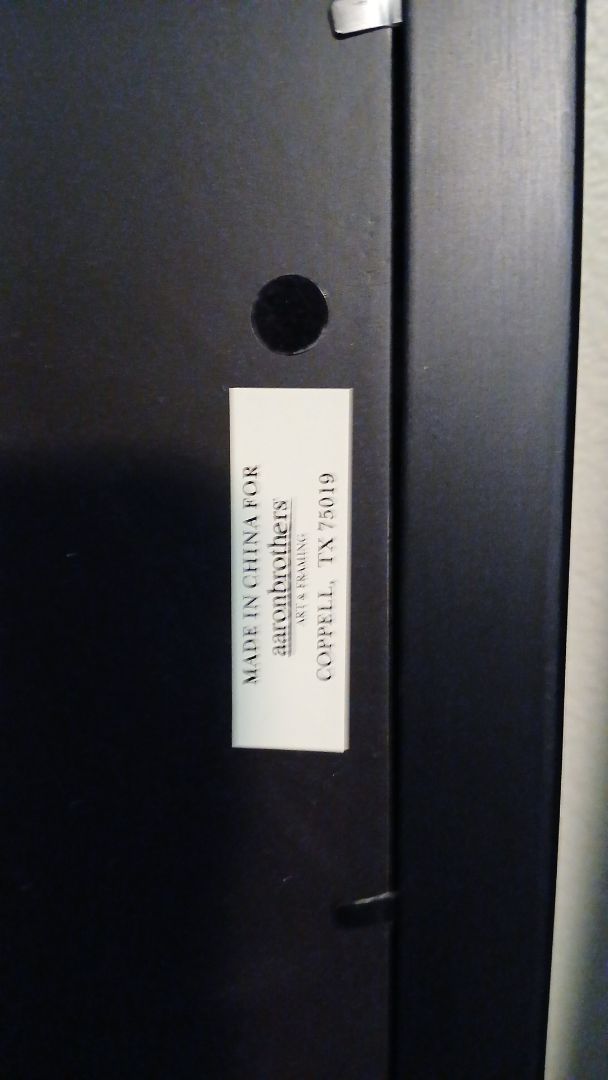 MADE IN CHINA FOR
aaronbrothers
ART & FRAMING
COPPELL, TX 75019